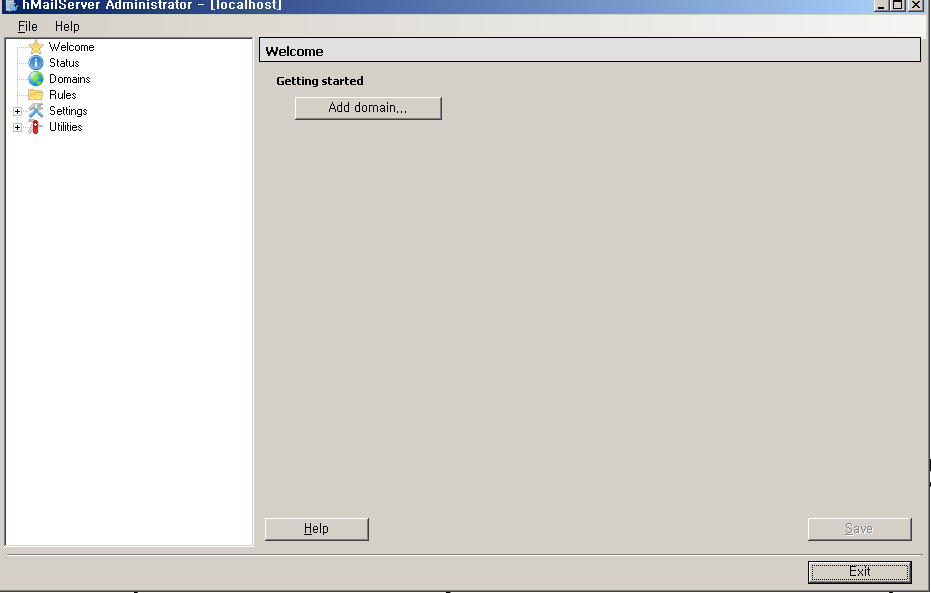 hMailServer Administrator - [localhost]
File Help
Welcome
Status
Domains
Rules
Settings
Utilities
Welcome
Getting started
Add domain...
Help
Save
Exit